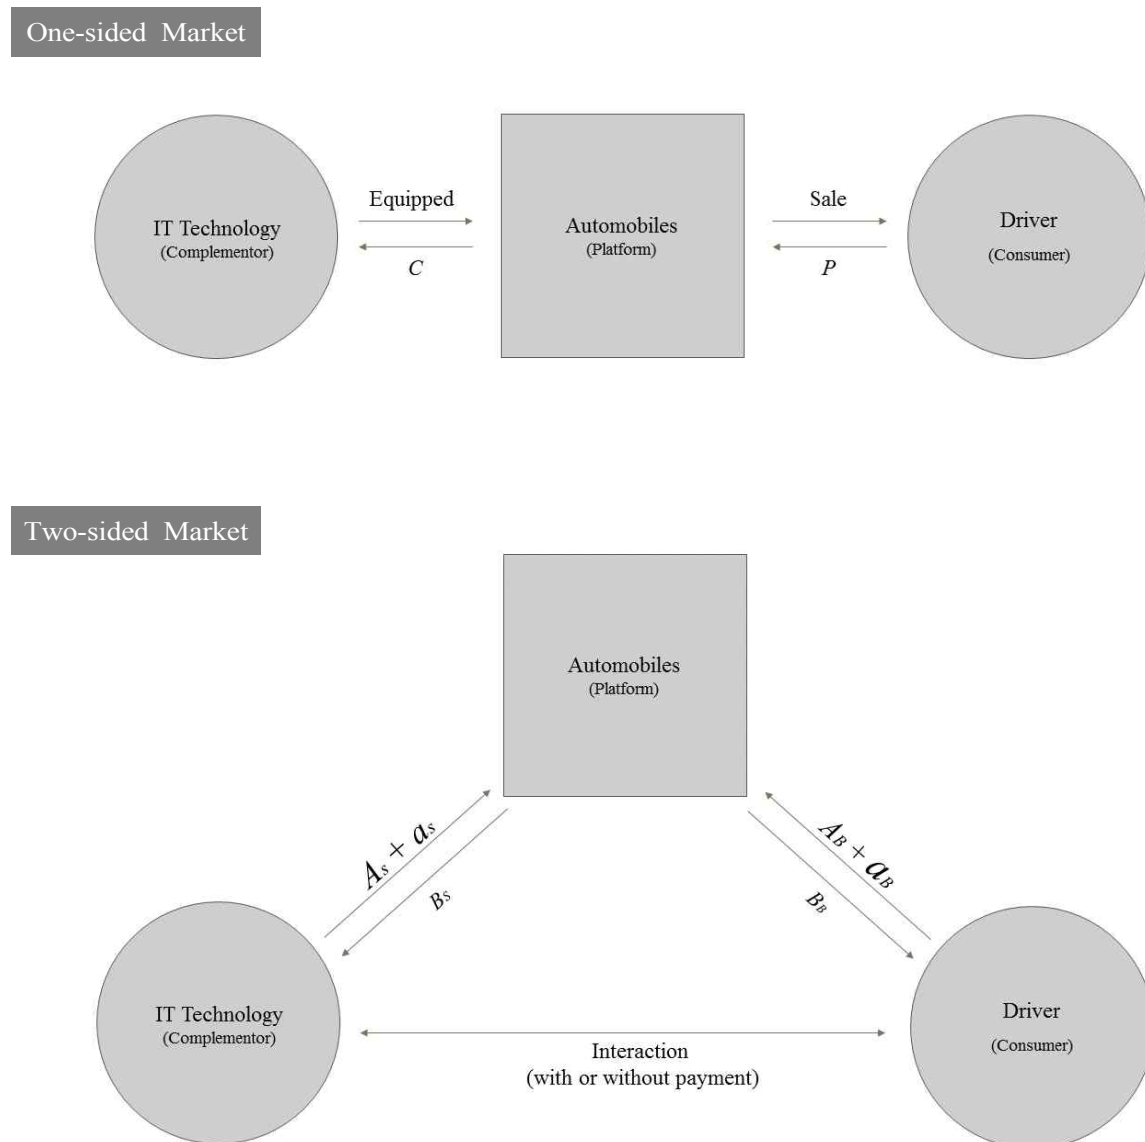 One-sided Market
Equipped
Sale
IT Technology
(Complementor)
Automobiles
(Platform)
Driver
(Consumer)
C
P
Two-sided Market
Automobiles
(Platform)
As + as
Bs
AB + aB
BB
IT Technology
(Complementor)
Driver
(Consumer)
Interaction
(with or without payment)